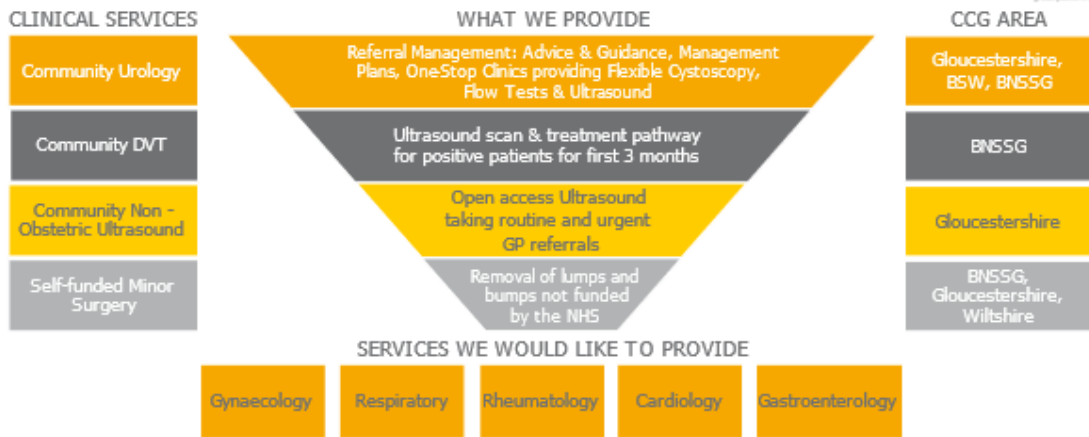 CLINICAL SERVICES
WHAT WE PROVIDE
CCG AREA
Community Urology
Referral Management: Advice & Guidance, Management
Plans, One-Stop Clinics providing Flexible Cystoscopy,
Flow Tests & Ultrasound
Gloucestershire,
BSW, BNSSG
Community DVT
Ultrasound scan & treatment pathway
for positive patients for first 3 months
BNSSG
Community Non -
Obstetric Ultrasound
Open access Ultrasound
taking routine and urgent
GP referrals
Gloucestershire
Self-funded Minor
Surgery
Removal of lumps and
bumps not funded
by the NHS
BNSSG,
Gloucestershire,
Wiltshire
SERVICES WE WOULD LIKE TO PROVIDE
Gynaecology
Respiratory
Rheumatology
Cardiology
Gastroenterology